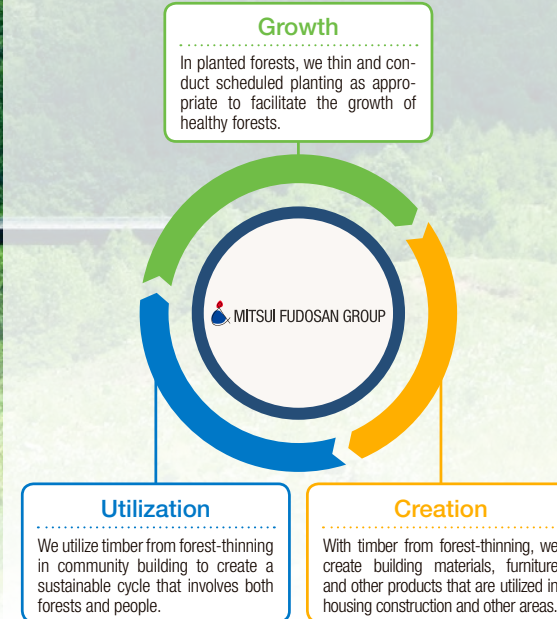 Growth
In planted forests, we thin and con-
duct scheduled planting as appro-
priate to facilitate the growth of
healthy forests.
MITSUI FUDOSAN GROUP
Utilization
We utilize timber from forest-thinning
in community building to create a
sustainable cycle that involves both
forests and people.
Creation
With timber from forest-thinning, we
create building materials, furniture
and other products that are utilized in
housing construction and other areas.